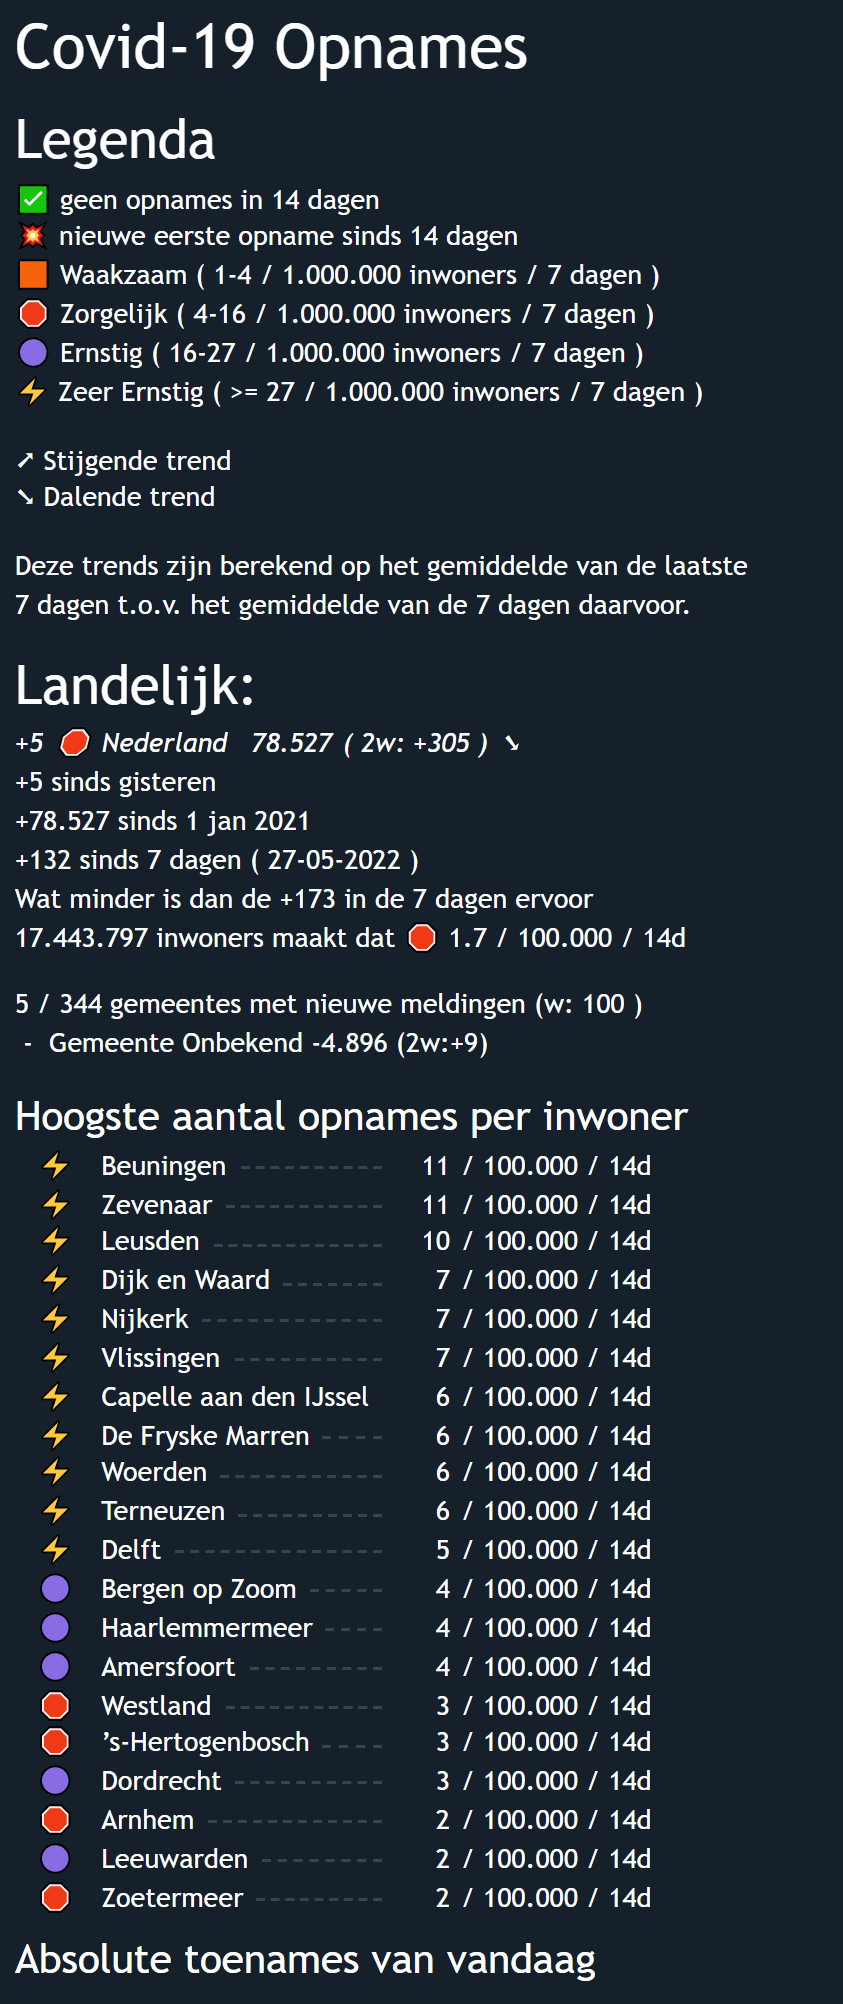 Covid-19 Opnames
Legenda
✅ geen opnames in 14 dagen
💥 nieuwe eerste opname sinds 14 dagen
🟧 Waakzaam ( 1-4 / 1.000.000 inwoners / 7 dagen )
🛑 Zorgelijk ( 4-16 / 1.000.000 inwoners / 7 dagen )
🟣 Ernstig ( 16-27 / 1.000.000 inwoners / 7 dagen )
⚡ Zeer Ernstig ( >= 27 / 1.000.000 inwoners / 7 dagen )
➚ Stijgende trend
➘ Dalende trend
Deze trends zijn berekend op het gemiddelde van de laatste
7 dagen t.o.v. het gemiddelde van de 7 dagen daarvoor.
Landelijk:
+5 🛑 Nederland 78.527 ( 2w: +305 ) ➘
+5 sinds gisteren
+78.527 sinds 1 jan 2021
+132 sinds 7 dagen ( 27-05-2022 )
Wat minder is dan de +173 in de 7 dagen ervoor
17.443.797 inwoners maakt dat 🛑 1.7 / 100.000 / 14d
5 / 344 gemeentes met nieuwe meldingen (w: 100 )
- Gemeente Onbekend -4.896 (2w:+9)
Hoogste aantal opnames per inwoner
⚡ Beuningen ---------- 11 / 100.000 / 14d
⚡ Zevenaar ----------- 11 / 100.000 / 14d
⚡ Leusden ------------ 10 / 100.000 / 14d
⚡ Dijk en Waard ------- 7 / 100.000 / 14d
⚡ Nijkerk ------------- 7 / 100.000 / 14d
⚡ Vlissingen ---------- 7 / 100.000 / 14d
⚡ Capelle aan den IJssel 6 / 100.000 / 14d
⚡ De Fryske Marren ---- 6 / 100.000 / 14d
⚡ Woerden ----------- 6 / 100.000 / 14d
⚡ Terneuzen ---------- 6 / 100.000 / 14d
⚡ Delft -------------- 5 / 100.000 / 14d
🟣 Bergen op Zoom ----- 4 / 100.000 / 14d
🟣 Haarlemmermeer ---- 4 / 100.000 / 14d
🟣 Amersfoort --------- 4 / 100.000 / 14d
🛑 Westland ----------- 3 / 100.000 / 14d
🛑 ’s-Hertogenbosch ---- 3 / 100.000 / 14d
🟣 Dordrecht ---------- 3 / 100.000 / 14d
🛑 Arnhem ------------ 2 / 100.000 / 14d
🟣 Leeuwarden -------- 2 / 100.000 / 14d
🛑 Zoetermeer --------- 2 / 100.000 / 14d
Absolute toenames van vandaag